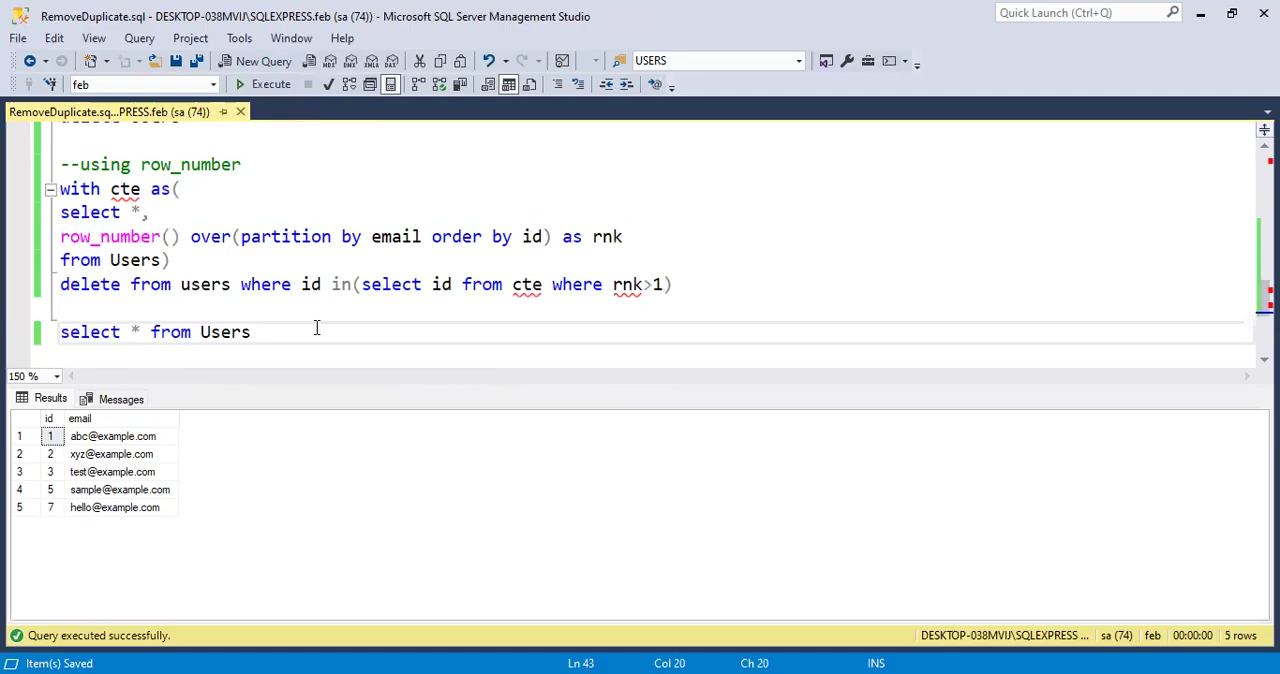 RemoveDuplicate.sql - DESKTOP-038MVIJ\SQLEXPRESS.feb (sa (74)) - Microsoft SQL Server Management Studio
Quick Launch (Ctrl+Q)
File Edit View Query Project Tools Window Help
New Query MDX DMX XMLA DAX USERS
feb Execute
RemoveDuplicate.sq...PRESS.feb (sa (74))
--using row_number
with cte as(
select *,
row_number() over(partition by email order by id) as rnk
from Users)
delete from users where id in(select id from cte where rnk>1)
select * from Users
150 %
Results Messages
id email
1 1 abc@example.com
2 2 xyz@example.com
3 3 test@example.com
4 5 sample@example.com
5 7 hello@example.com
Query executed successfully. DESKTOP-038MVIJ\SQLEXPRESS ... sa (74) feb 00:00:00 5 rows
Item(s) Saved Ln 43 Col 20 Ch 20 INS